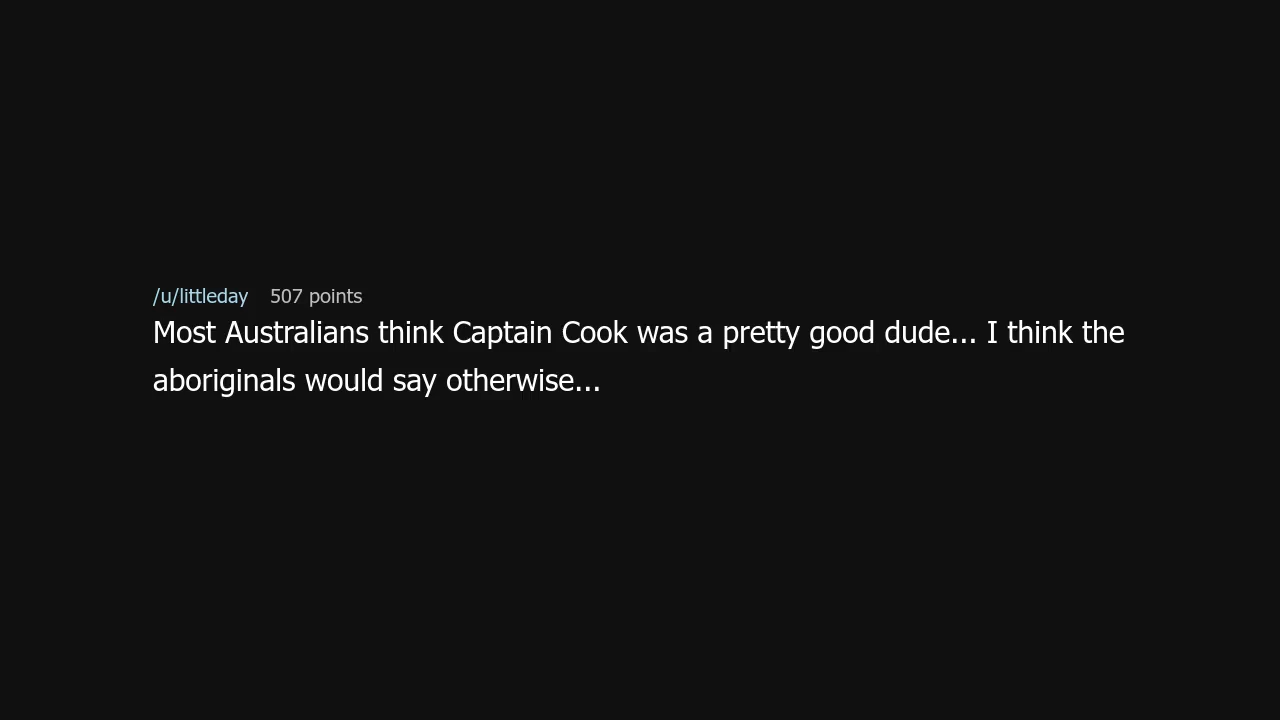 /u/littleday 507 points
Most Australians think Captain Cook was a pretty good dude... I think the
aboriginals would say otherwise...